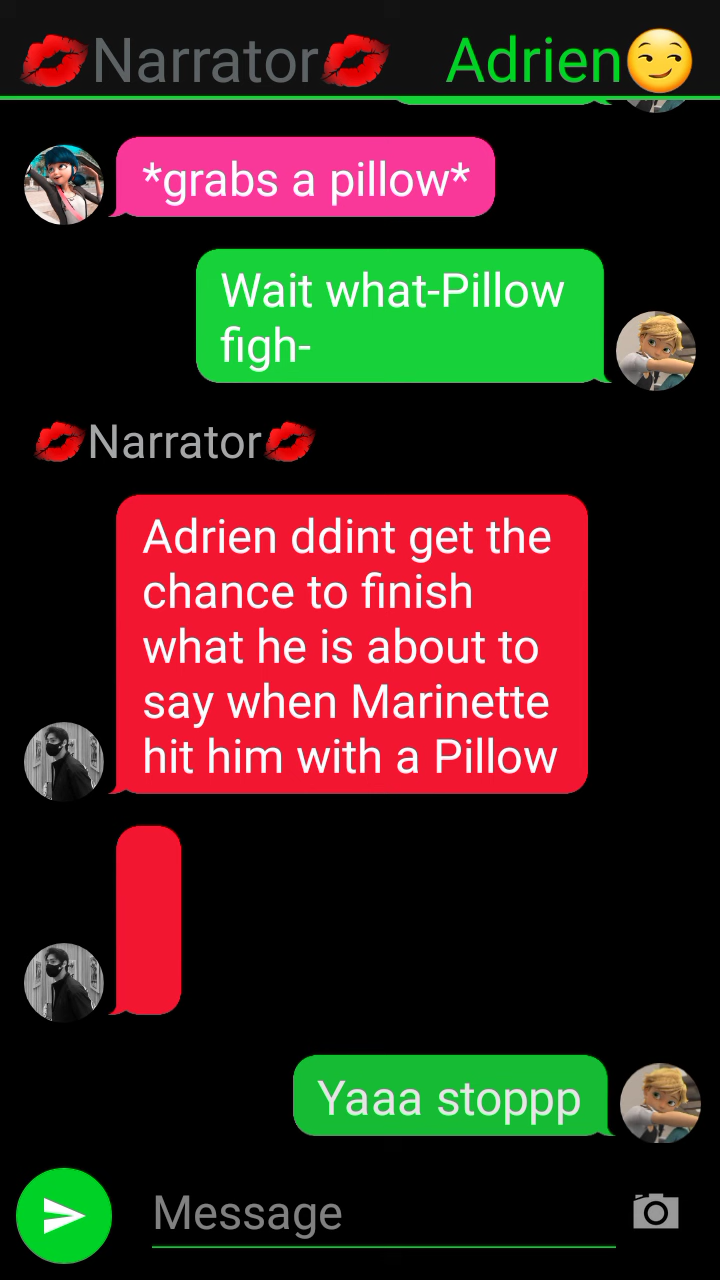 💋Narrator💋 Adrien😏
*grabs a pillow*
Wait what-Pillow
figh-
💋Narrator💋
Adrien ddint get the
chance to finish
what he is about to
say when Marinette
hit him with a Pillow
Yaaa stoppp
Message